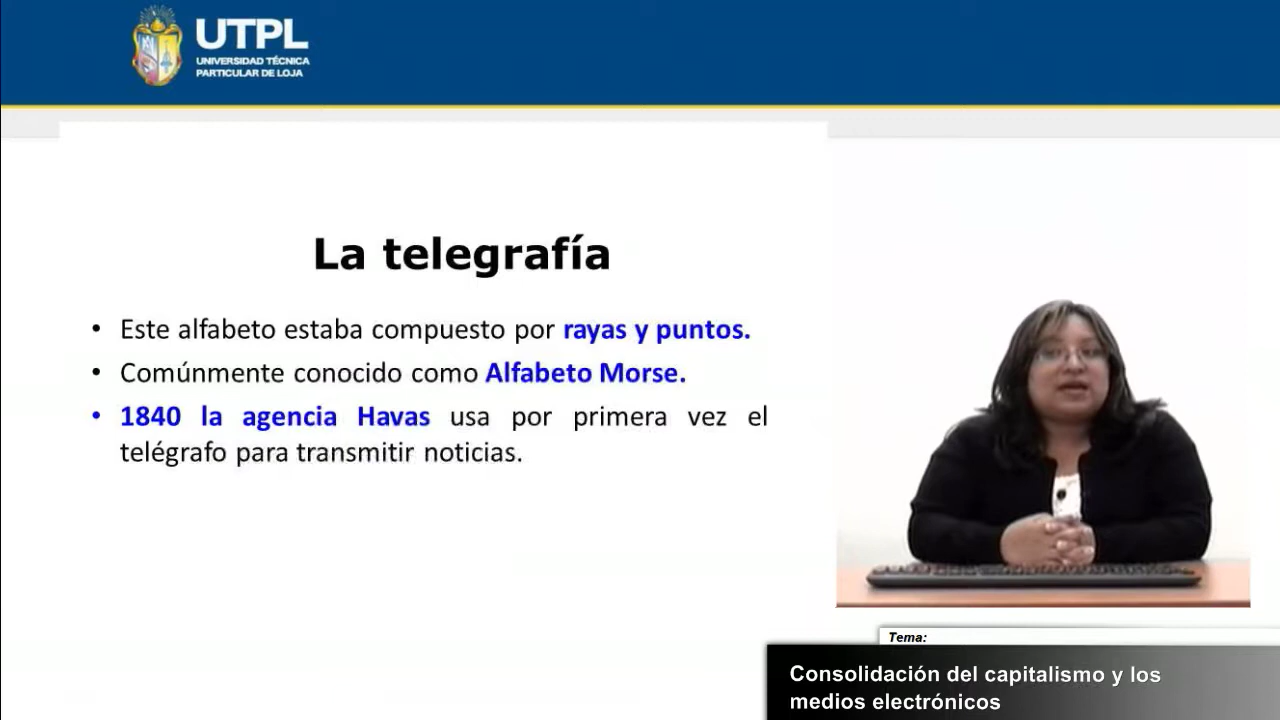 UTPL
UNIVERSIDAD TÉCNICA
PARTICULAR DE LOJA
La telegrafía
• Este alfabeto estaba compuesto por rayas y puntos.
• Comúnmente conocido como Alfabeto Morse.
• 1840 la agencia Havas usa por primera vez el
telégrafo para transmitir noticias.
Tema:
Consolidación del capitalismo y los
medios electrónicos